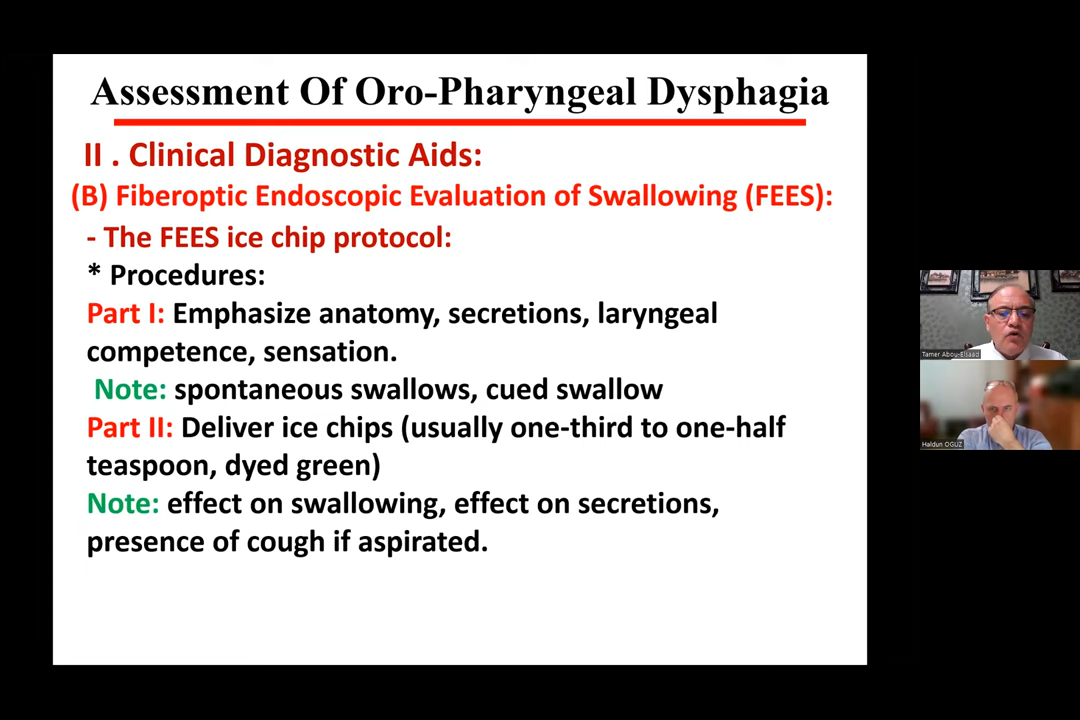 Assessment Of Oro-Pharyngeal Dysphagia
II . Clinical Diagnostic Aids:
(B) Fiberoptic Endoscopic Evaluation of Swallowing (FEES):
- The FEES ice chip protocol:
* Procedures:
Part I: Emphasize anatomy, secretions, laryngeal
competence, sensation.
Note: spontaneous swallows, cued swallow
Part II: Deliver ice chips (usually one-third to one-half
teaspoon, dyed green)
Note: effect on swallowing, effect on secretions,
presence of cough if aspirated.
Tamer Abou-Elsaad
Haldun OGUZ